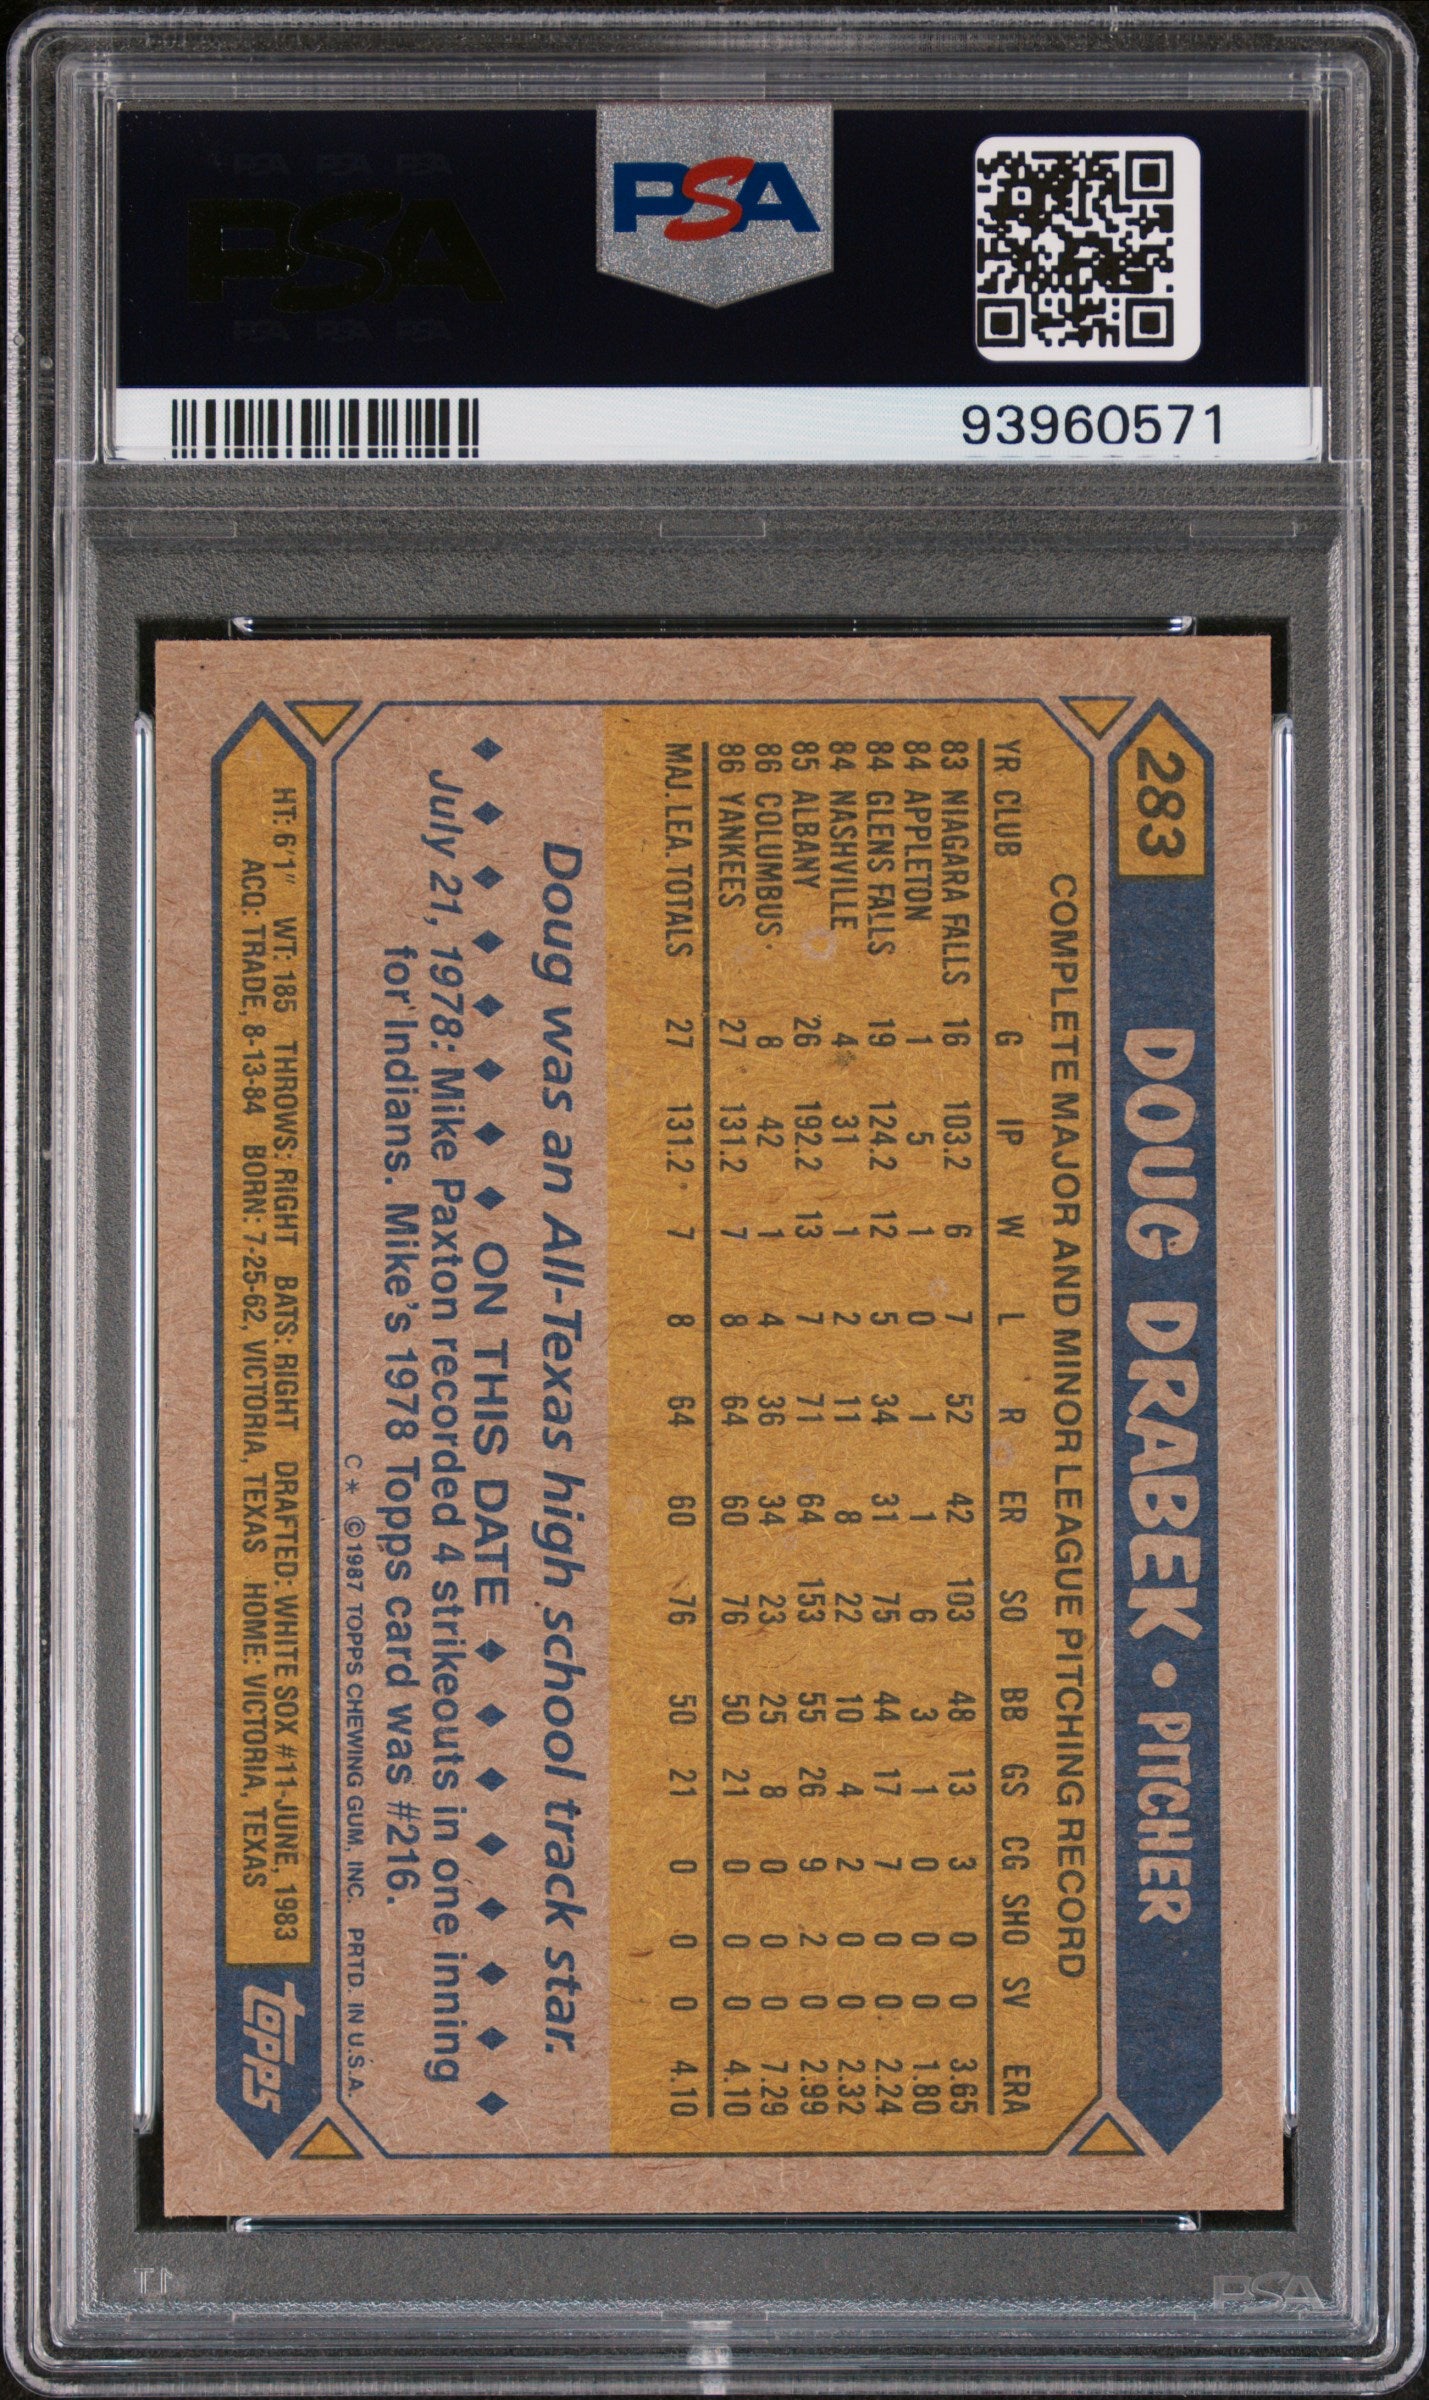 PSA
PSA
93960571
283
DOUG DRABEK • PITCHER
COMPLETE MAJOR AND MINOR LEAGUE PITCHING RECORD
YR CLUB G IP W L R ER SO BB GS CG SHO SV ERA
83 NIAGARA FALLS 16 103.2 6 7 52 42 103 48 13 3 0 0 3.65
84 APPLETON 1 5 1 0 1 1 6 3 1 0 0 0 1.80
84 GLENS FALLS 19 124.2 12 5 34 31 75 44 17 7 0 0 2.24
84 NASHVILLE 4 31 1 2 11 8 22 10 4 2 0 0 2.32
85 ALBANY 26 192.2 13 7 71 64 153 55 26 9 2 0 2.99
86 COLUMBUS 8 42 1 4 36 34 23 25 8 0 0 0 7.29
86 YANKEES 27 131.2 7 8 64 60 76 50 21 0 0 0 4.10
MAJ. LEA. TOTALS 27 131.2 7 8 64 60 76 50 21 0 0 0 4.10
Doug was an All-Texas high school track star.
ON THIS DATE
July 21, 1978: Mike Paxton recorded 4 strikeouts in one inning
for Indians. Mike's 1978 Topps card was #216.
C * © 1987 TOPPS CHEWING GUM, INC. PRTD. IN U.S.A.
HT: 6'1" WT: 185 THROWS: RIGHT BATS: RIGHT DRAFTED: WHITE SOX #11-JUNE, 1983
ACQ: TRADE, 8-13-84 BORN: 7-25-62, VICTORIA, TEXAS HOME: VICTORIA, TEXAS
topps
PSA